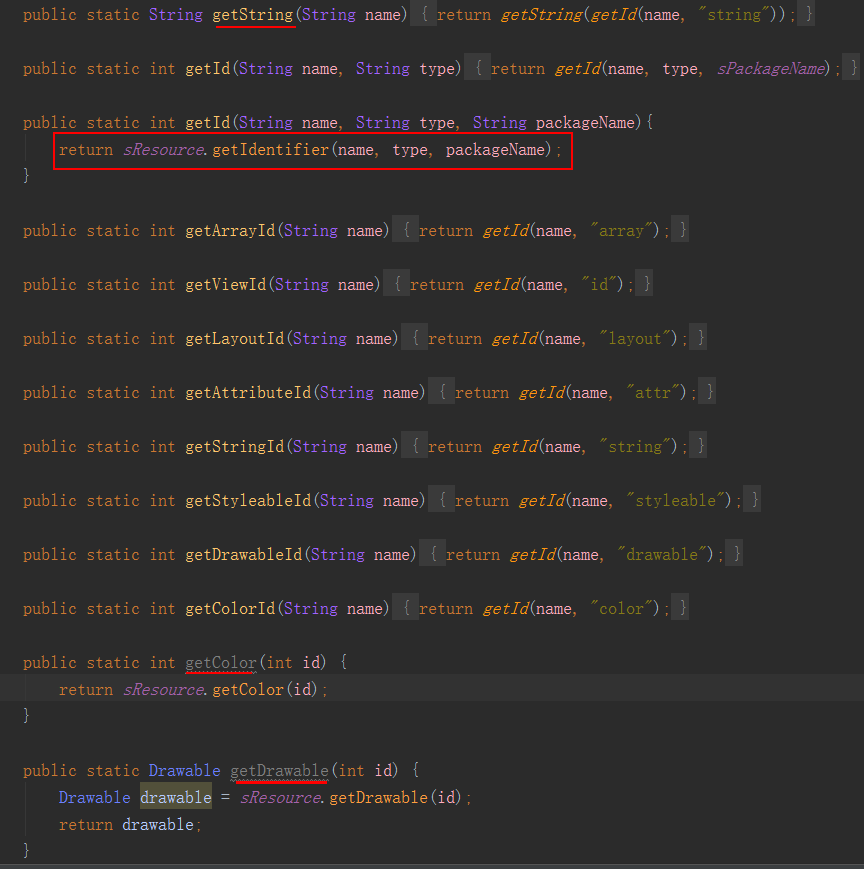 public static String getString(String name) { return getString(getId(name, "string")); }
public static int getId(String name, String type) { return getId(name, type, sPackageName); }
public static int getId(String name, String type, String packageName){
return sResource.getIdentifier(name, type, packageName);
}
public static int getArrayId(String name) { return getId(name, "array"); }
public static int getViewId(String name) { return getId(name, "id"); }
public static int getLayoutId(String name) { return getId(name, "layout"); }
public static int getAttributeId(String name) { return getId(name, "attr"); }
public static int getStringId(String name) { return getId(name, "string"); }
public static int getStyleableId(String name) { return getId(name, "styleable"); }
public static int getDrawableId(String name) { return getId(name, "drawable"); }
public static int getColorId(String name) { return getId(name, "color"); }
public static int getColor(int id) {
return sResource.getColor(id);
}
public static Drawable getDrawable(int id) {
Drawable drawable = sResource.getDrawable(id);
return drawable;
}